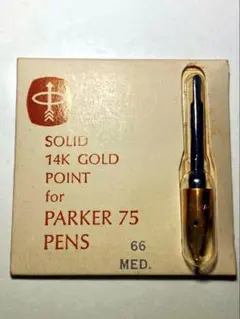 SOLID
14K GOLD
POINT
for
PARKER 75
PENS
66
MED.